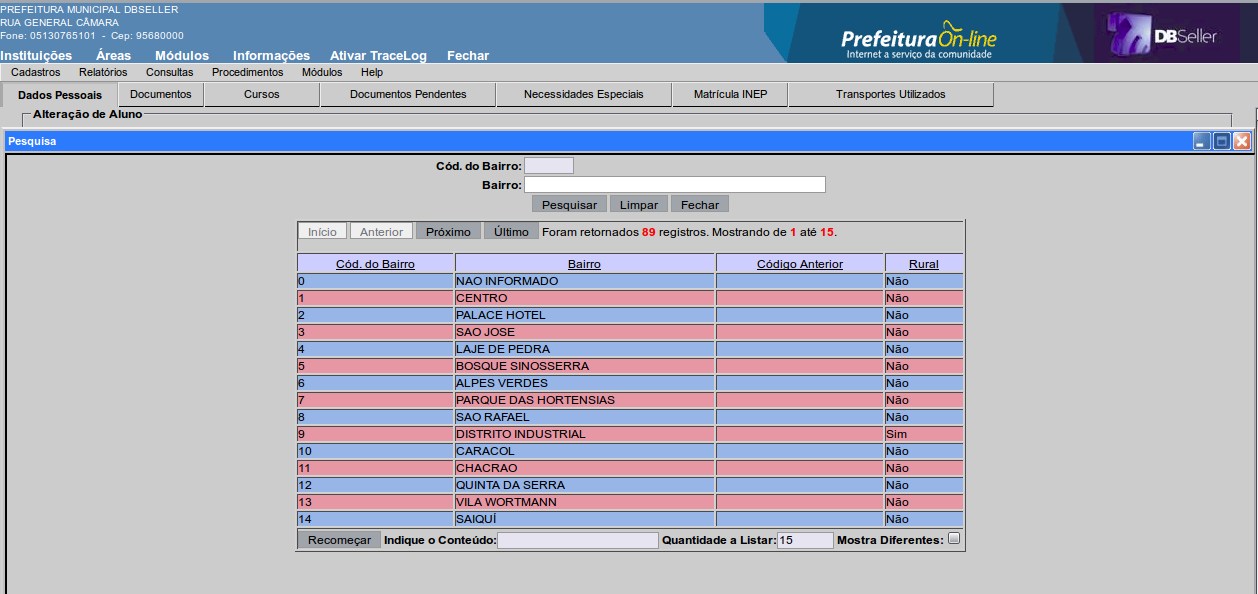 PREFEITURA MUNICIPAL DBSELLER
RUA GENERAL CÂMARA
Fone: 05130765101 - Cep: 95680000
PrefeituraOn-line
Internet a serviço da comunidade
DBSeller
Instituições Áreas Módulos Informações Ativar TraceLog Fechar
Cadastros Relatórios Consultas Procedimentos Módulos Help
Dados Pessoais Documentos Cursos Documentos Pendentes Necessidades Especiais Matrícula INEP Transportes Utilizados
Alteração de Aluno
Pesquisa
Cód. do Bairro:
Bairro:
Pesquisar Limpar Fechar
Início Anterior Próximo Último Foram retornados 89 registros. Mostrando de 1 até 15.
Cód. do Bairro Bairro Código Anterior Rural
0 NAO INFORMADO Não
1 CENTRO Não
2 PALACE HOTEL Não
3 SAO JOSE Não
4 LAJE DE PEDRA Não
5 BOSQUE SINOSSERRA Não
6 ALPES VERDES Não
7 PARQUE DAS HORTENSIAS Não
8 SAO RAFAEL Não
9 DISTRITO INDUSTRIAL Sim
10 CARACOL Não
11 CHACRAO Não
12 QUINTA DA SERRA Não
13 VILA WORTMANN Não
14 SAIQUÍ Não
Recomeçar Indique o Conteúdo: Quantidade a Listar: 15 Mostra Diferentes: